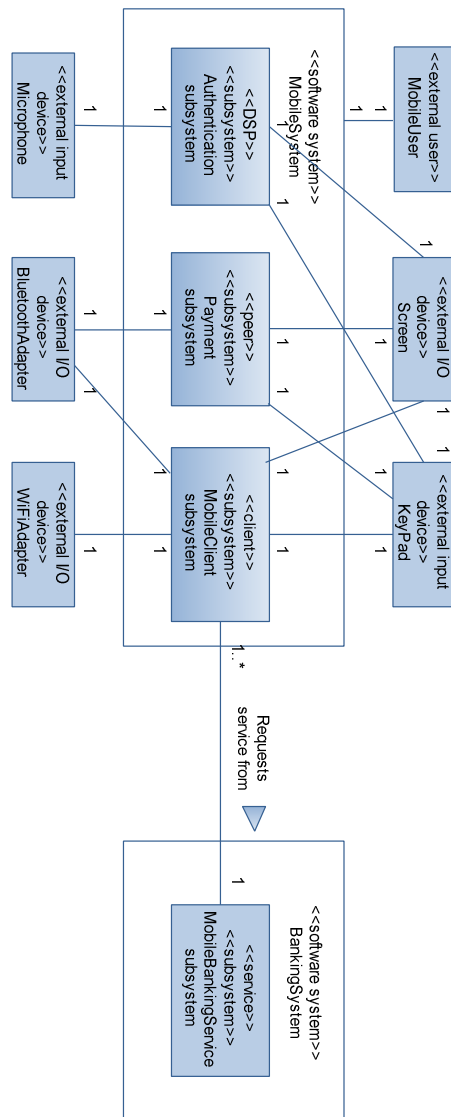 <<external user>>
MobileUser
<<external I/O
device>>
Screen
<<external input
device>>
KeyPad
1
1
1
1
1
1
1
1
<<software system>>
MobileSystem
<<software system>>
BankingSystem
1
1
1
1
1
1
<<DSP>>
<<subsystem>>
Authentication
subsystem
<<peer>>
<<subsystem>>
Payment
subsystem
<<client>>
<<subsystem>>
MobileClient
subsystem
1.. *
Requests
service from
1
<<service>>
<<subsystem>>
MobileBankingService
subsystem
1
1
1
1
1
1
1
1
<<external input
device>>
Microphone
<<external I/O
device>>
BluetoothAdapter
<<external I/O
device>>
WiFiAdapter